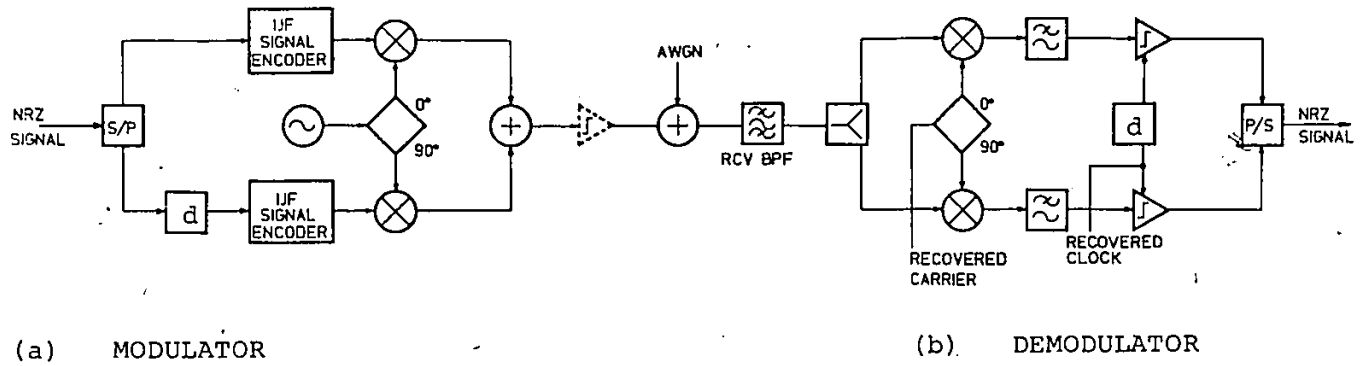 NRZ
SIGNAL
S/P
d
IJF
SIGNAL
ENCODER
IJF
SIGNAL
ENCODER
0°
90°
AWGN
RCV BPF
0°
90°
RECOVERED
CARRIER
d
RECOVERED
CLOCK
P/S
NRZ
SIGNAL
(a) MODULATOR
(b) DEMODULATOR